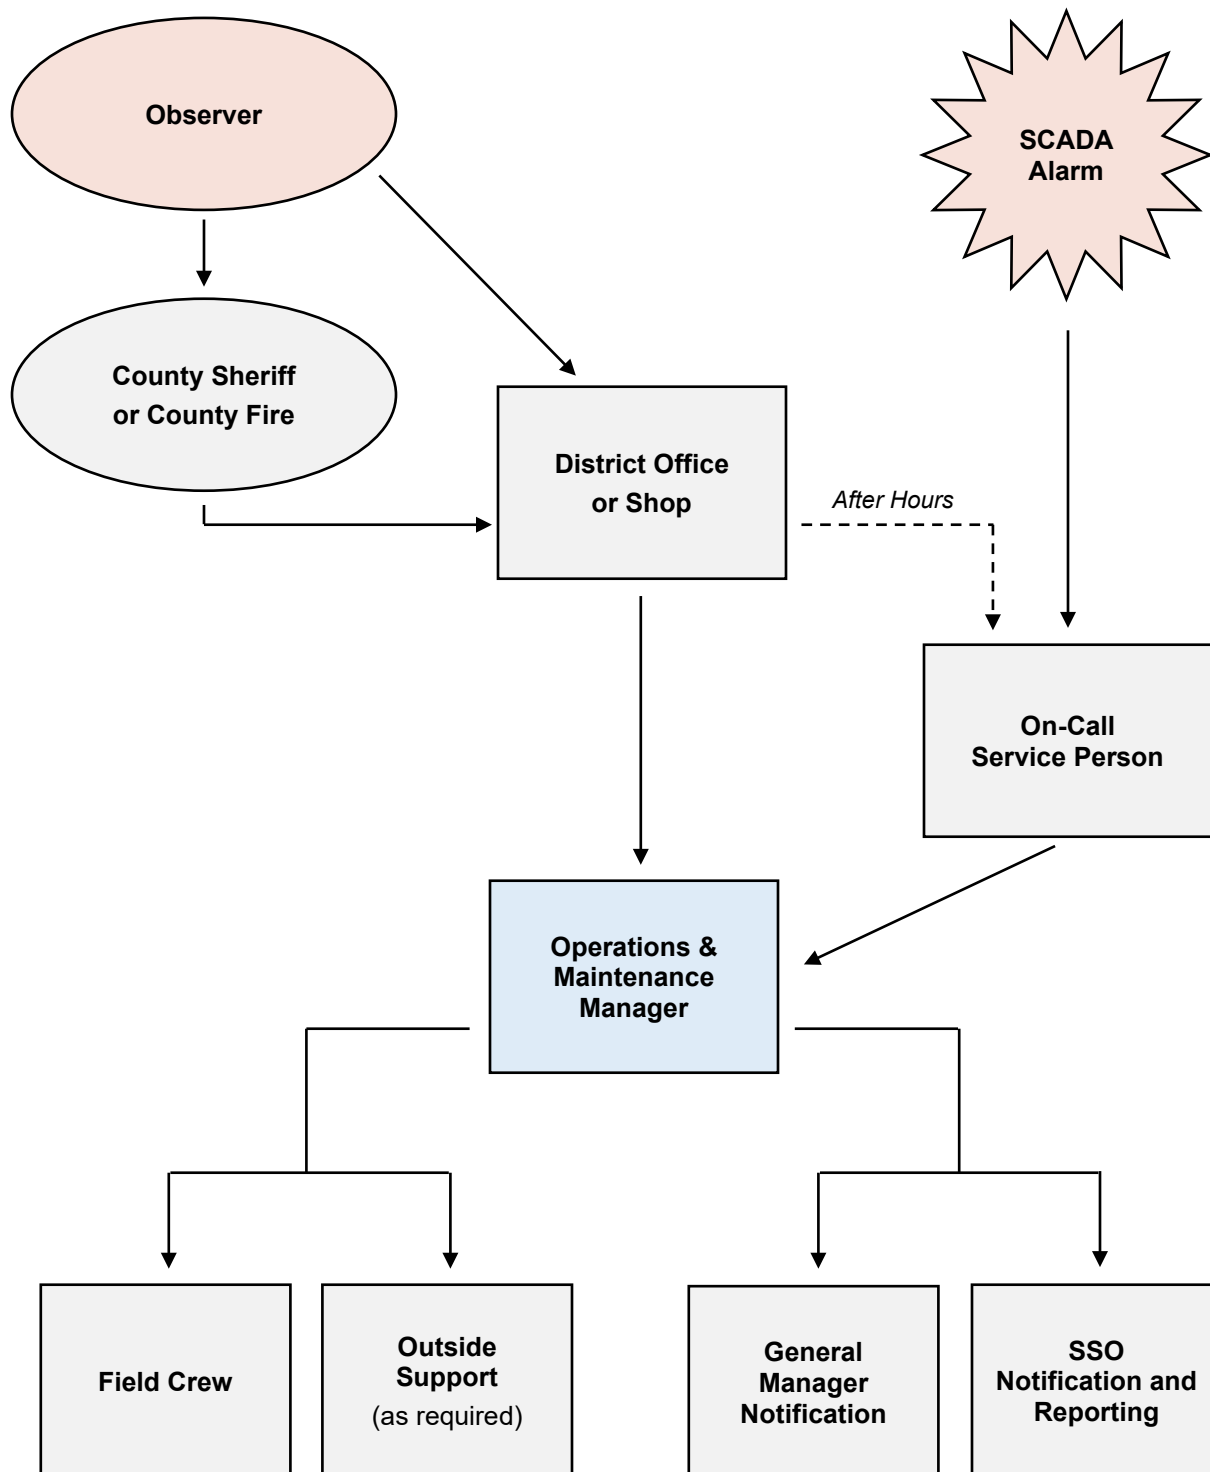 Observer
SCADA
Alarm
County Sheriff
or County Fire
District Office
or Shop
After Hours
On-Call
Service Person
Operations &
Maintenance
Manager
Field Crew
Outside
Support
(as required)
General
Manager
Notification
SSO
Notification and
Reporting